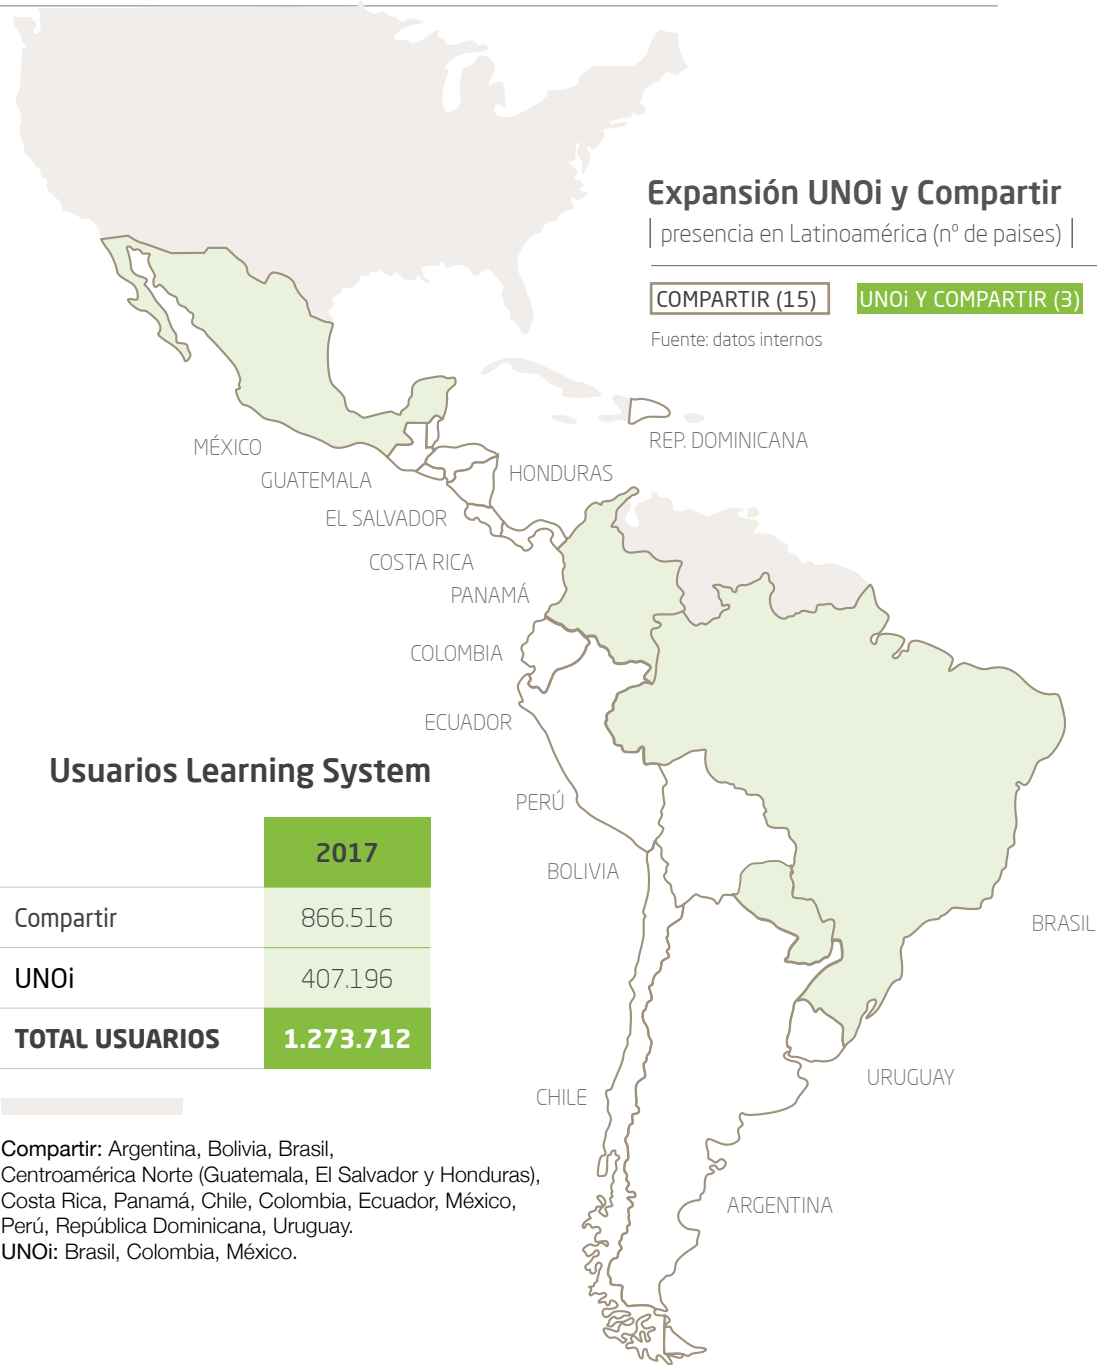 Expansión UNOi y Compartir
presencia en Latinoamérica (nº de paises)
COMPARTIR (15)
UNOi Y COMPARTIR (3)
Fuente: datos internos
MÉXICO
REP. DOMINICANA
GUATEMALA
HONDURAS
EL SALVADOR
COSTA RICA
PANAMÁ
COLOMBIA
ECUADOR
PERÚ
BOLIVIA
BRASIL
URUGUAY
CHILE
ARGENTINA
Usuarios Learning System
2017
Compartir 866.516
UNOi 407.196
TOTAL USUARIOS 1.273.712
Compartir: Argentina, Bolivia, Brasil,
Centroamérica Norte (Guatemala, El Salvador y Honduras),
Costa Rica, Panamá, Chile, Colombia, Ecuador, México,
Perú, República Dominicana, Uruguay.
UNOi: Brasil, Colombia, México.